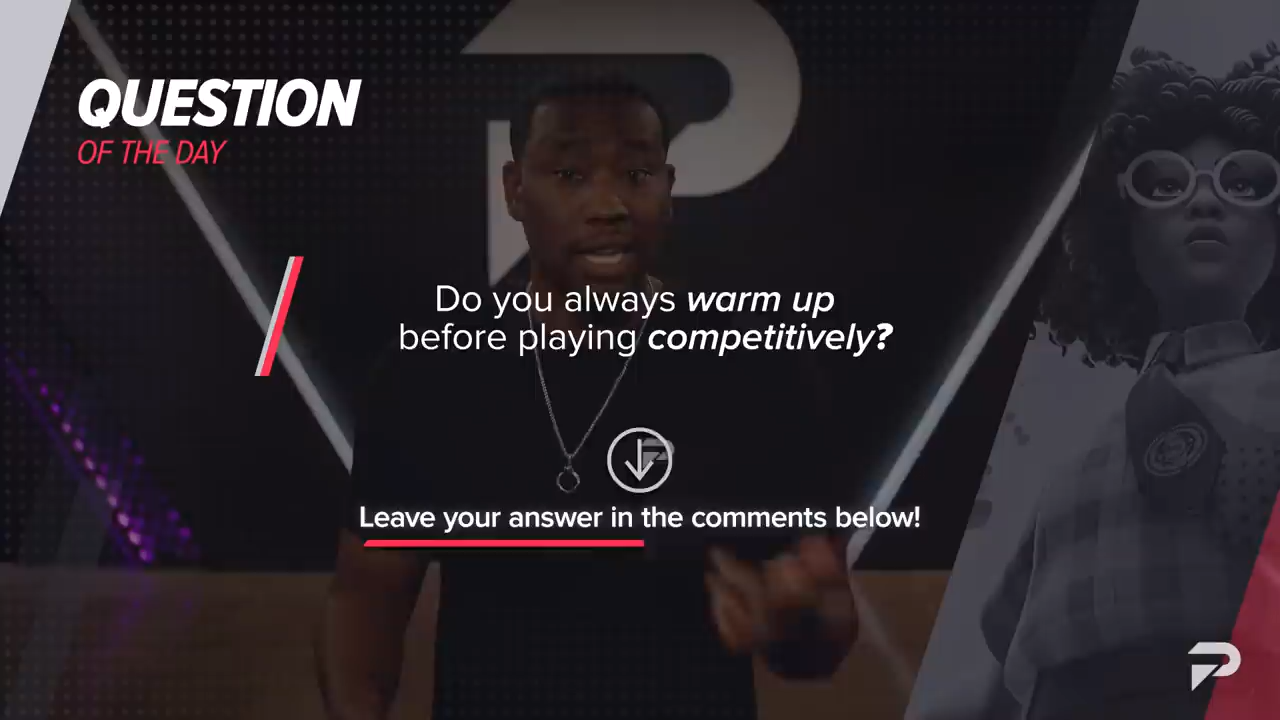 QUESTION
OF THE DAY
Do you always warm up
before playing competitively?
Leave your answer in the comments below!